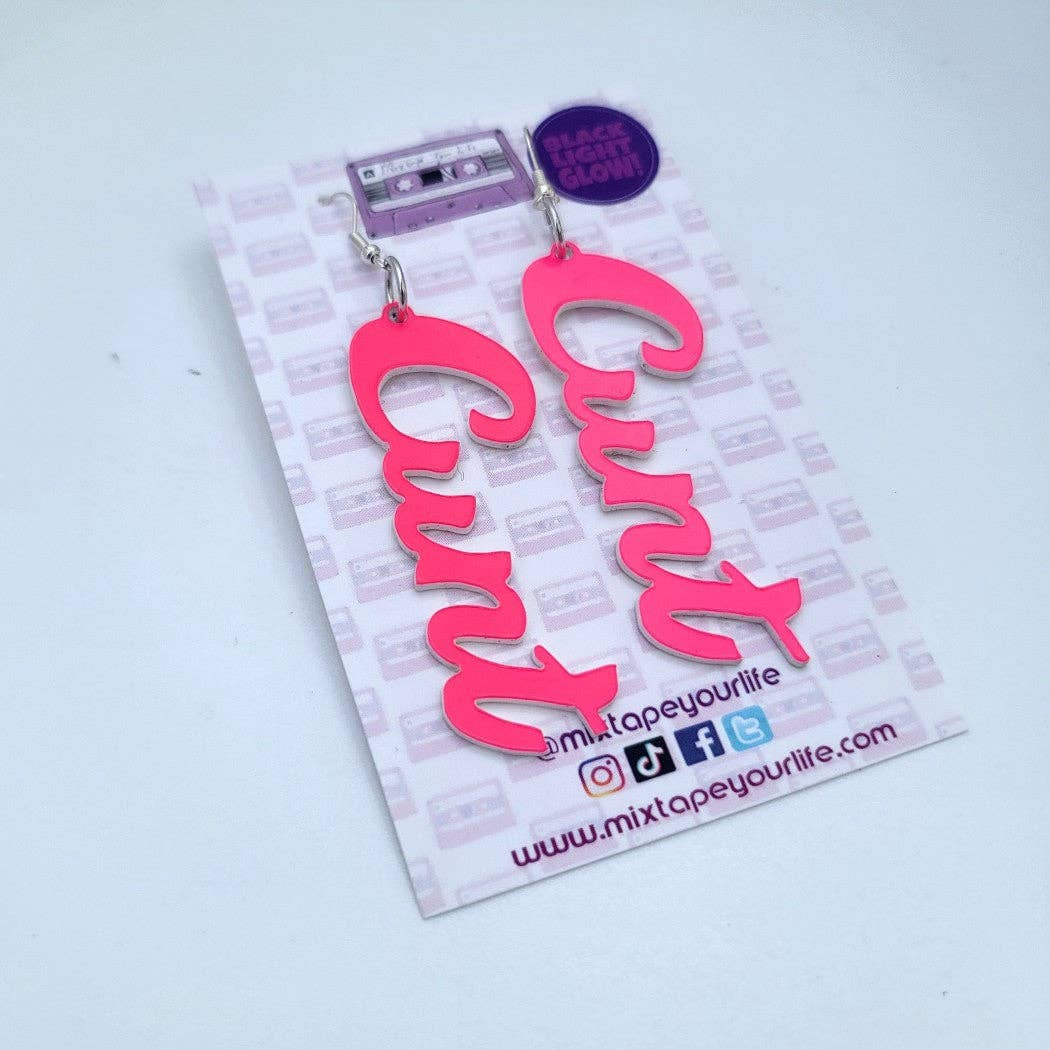 BLACK
LIGHT
GLOW!
Cunt
Cunt
@mixtapeyourlife
www.mixtapeyourlife.com